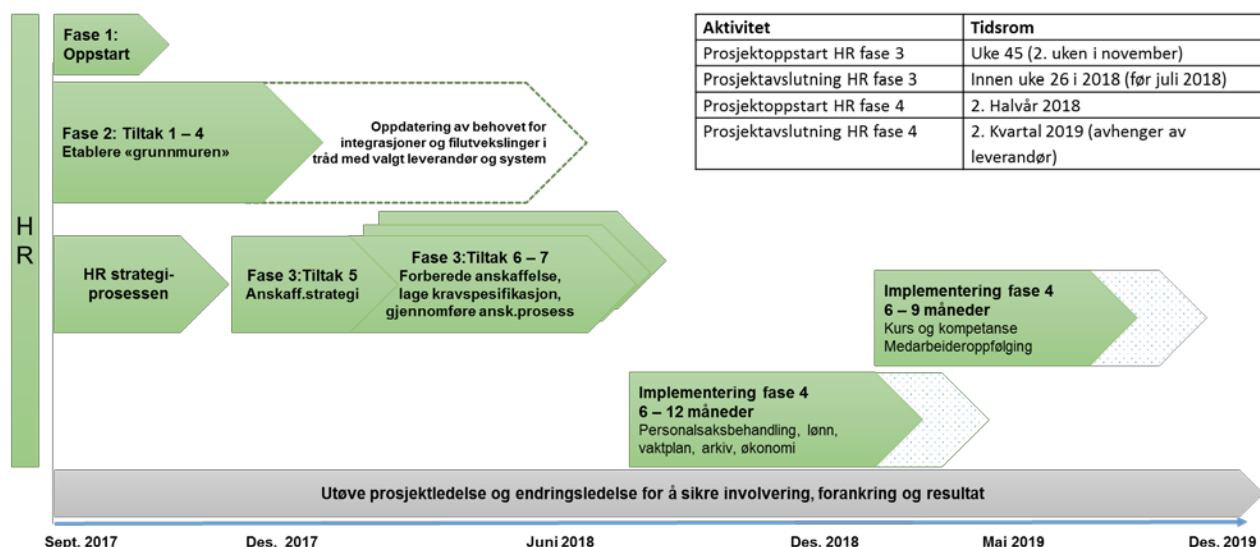 H
R
Fase 1:
Oppstart
Fase 2: Tiltak 1 – 4
Etablere «grunnmuren»
Oppdatering av behovet for
integrasjoner og filutvekslinger i
tråd med valgt leverandør og system
Aktivitet Tidsrom
Prosjektoppstart HR fase 3 Uke 45 (2. uken i november)
Prosjektavslutning HR fase 3 Innen uke 26 i 2018 (før juli 2018)
Prosjektoppstart HR fase 4 2. Halvår 2018
Prosjektavslutning HR fase 4 2. Kvartal 2019 (avhenger av
leverandør)
HR strategi-
prosessen
Fase 3:Tiltak 5
Anskaff.strategi
Fase 3:Tiltak 6 – 7
Forberede anskaffelse,
lage kravspesifikasjon,
gjennomføre ansk.prosess
Implementering fase 4
6 – 9 måneder
Kurs og kompetanse
Medarbeideroppfølging
Implementering fase 4
6 – 12 måneder
Personalsaksbehandling, lønn,
vaktplan, arkiv, økonomi
Utøve prosjektledelse og endringsledelse for å sikre involvering, forankring og resultat
Sept. 2017 Des. 2017 Juni 2018 Des. 2018 Mai 2019 Des. 2019